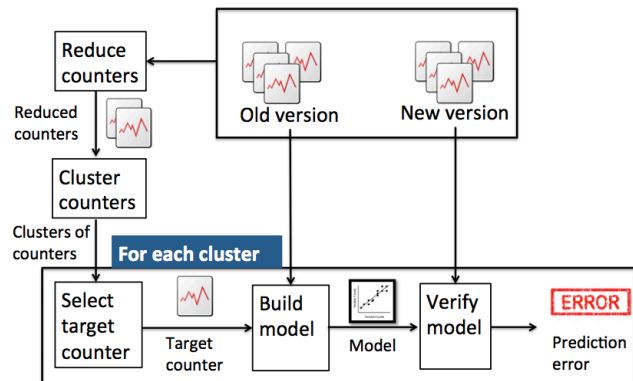 Reduce
counters
Old version
New version
Reduced
counters
Cluster
counters
Clusters of
counters
For each cluster
Select
target
counter
Target
counter
Build
model
Model
Verify
model
ERROR
Prediction
error